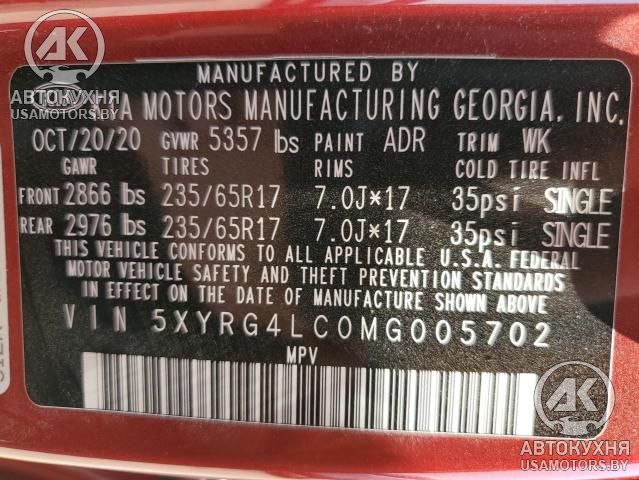 MANUFACTURED BY
KIA MOTORS MANUFACTURING GEORGIA, INC.
OCT/20/20 GVWR 5357 lbs PAINT ADR TRIM WK
GAWR TIRES RIMS COLD TIRE INFL
FRONT 2866 lbs 235/65R17 7.0J*17 35psi SINGLE
REAR 2976 lbs 235/65R17 7.0J*17 35psi SINGLE
THIS VEHICLE CONFORMS TO ALL APPLICABLE U.S.A. FEDERAL
MOTOR VEHICLE SAFETY AND THEFT PREVENTION STANDARDS
IN EFFECT ON THE DATE OF MANUFACTURE SHOWN ABOVE.
VIN 5XYRG4LC0MG005702
MPV
АК
АВТОКУХНЯ
USAMOTORS.BY
АК
АВТОКУХНЯ
USAMOTORS.BY